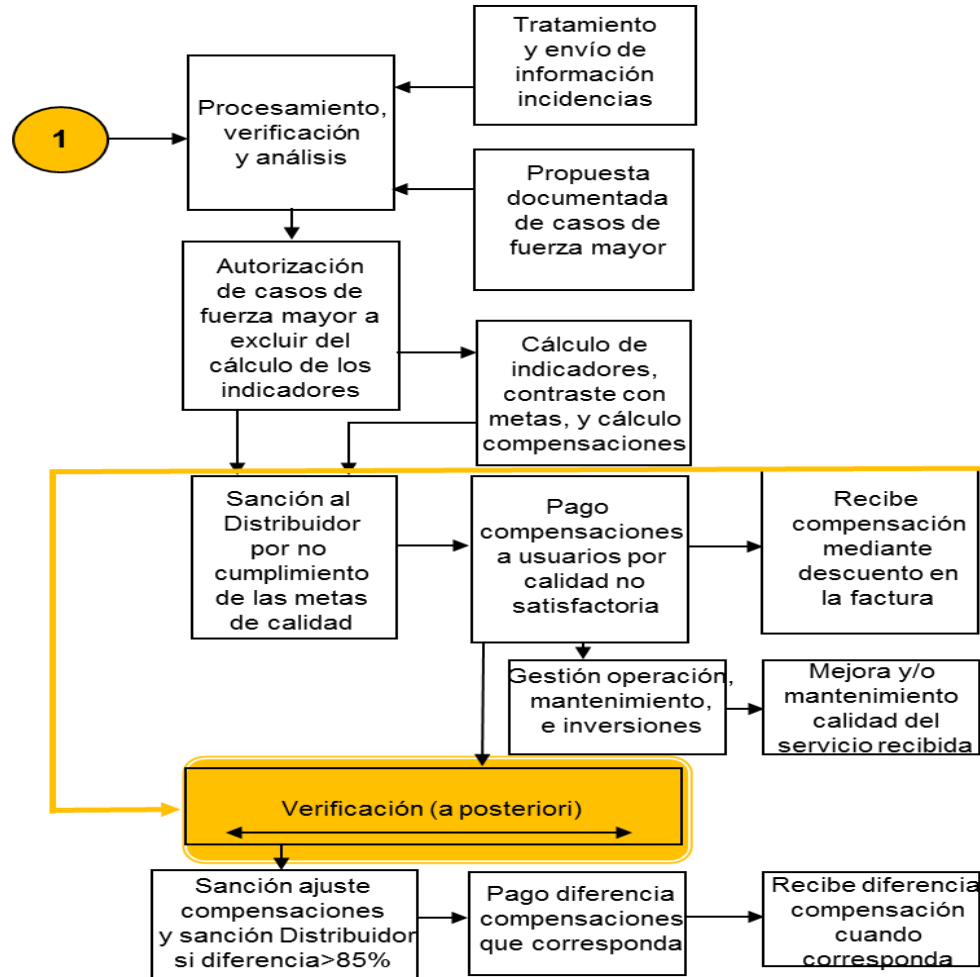 Tratamiento
y envío de
información
incidencias
1
Procesamiento,
verificación
y análisis
Propuesta
documentada
de casos de
fuerza mayor
Autorización
de casos de
fuerza mayor a
excluir del
cálculo de los
indicadores
Cálculo de
indicadores,
contraste con
metas, y cálculo
compensaciones
Sanción al
Distribuidor
por no
cumplimiento
de las metas
de calidad
Pago
compensaciones
a usuarios por
calidad no
satisfactoria
Recibe
compensación
mediante
descuento en
la factura
Gestión operación,
mantenimiento,
e inversiones
Mejora y/o
mantenimiento
calidad del
servicio recibida
Verificación (a posteriori)
Sanción ajuste
compensaciones
y sanción Distribuidor
si diferencia>85%
Pago diferencia
compensaciones
que corresponda
Recibe diferencia
compensación
cuando
corresponda